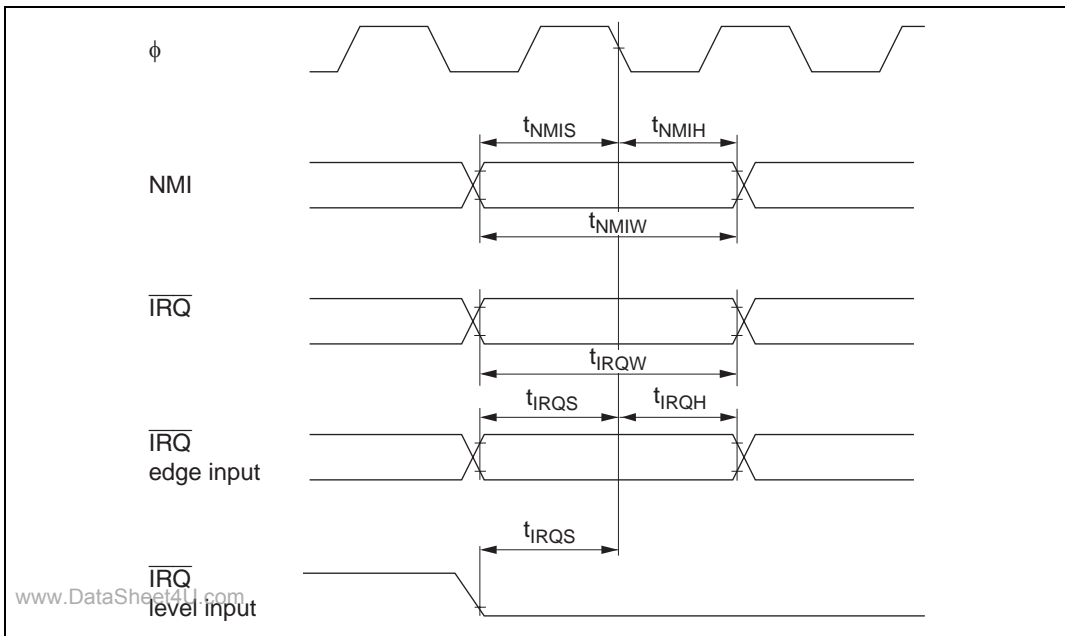 ϕ
tNMIS tNMIH
NMI
tNMIW
IRQ
tIRQW
tIRQS tIRQH
IRQ
edge input
tIRQS
IRQ
www.DataSheet4U.com
level input